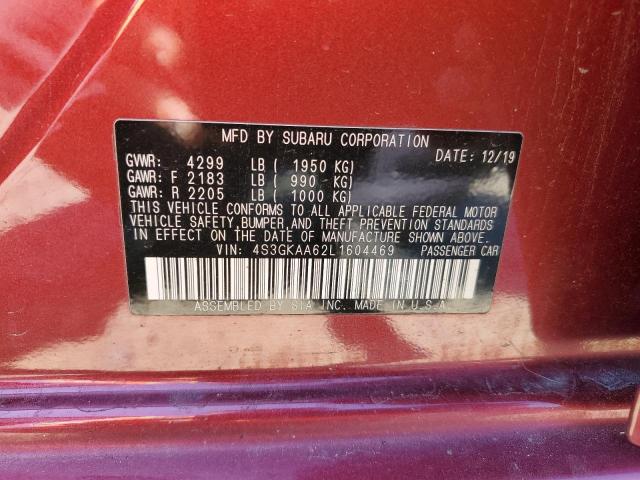 MFD BY SUBARU CORPORATION
GVWR: 4299 LB ( 1950 KG) DATE: 12/19
GAWR: F 2183 LB ( 990 KG)
GAWR: R 2205 LB ( 1000 KG)
THIS VEHICLE CONFORMS TO ALL APPLICABLE FEDERAL MOTOR
VEHICLE SAFETY,BUMPER,AND THEFT PREVENTION STANDARDS
IN EFFECT ON THE DATE OF MANUFACTURE SHOWN ABOVE.
VIN: 4S3GKAA62L1604469 PASSENGER CAR
ASSEMBLED BY SIA INC. MADE IN U.S.A